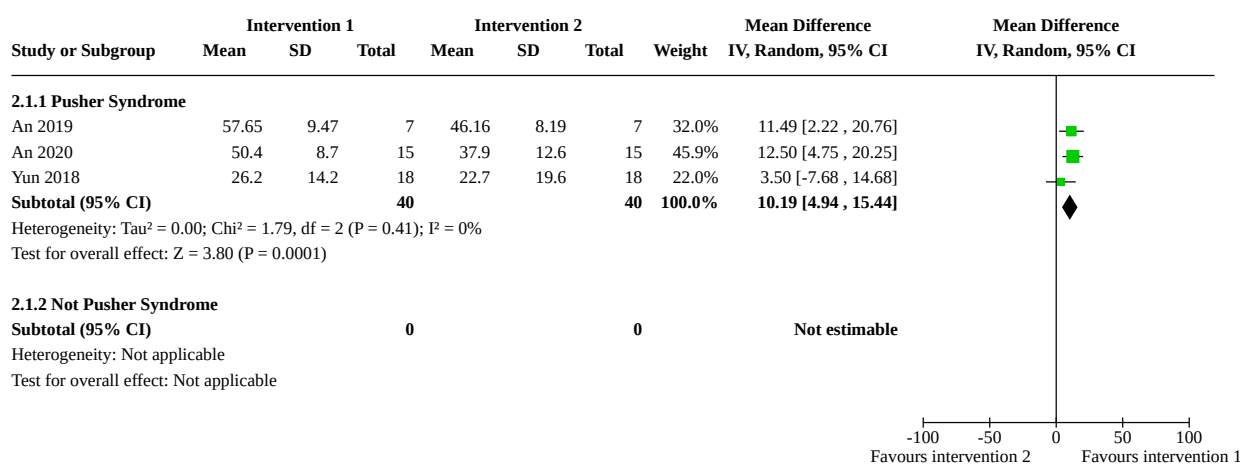 Intervention 1 Intervention 2 Mean Difference Mean Difference
Study or Subgroup Mean SD Total Mean SD Total Weight IV, Random, 95% CI IV, Random, 95% CI
2.1.1 Pusher Syndrome
An 2019 57.65 9.47 7 46.16 8.19 7 32.0% 11.49 [2.22 , 20.76]
An 2020 50.4 8.7 15 37.9 12.6 15 45.9% 12.50 [4.75 , 20.25]
Yun 2018 26.2 14.2 18 22.7 19.6 18 22.0% 3.50 [-7.68 , 14.68]
Subtotal (95% CI) 40 40 100.0% 10.19 [4.94 , 15.44]
Heterogeneity: Tau² = 0.00; Chi² = 1.79, df = 2 (P = 0.41); I² = 0%
Test for overall effect: Z = 3.80 (P = 0.0001)
2.1.2 Not Pusher Syndrome
Subtotal (95% CI) 0 0 Not estimable
Heterogeneity: Not applicable
Test for overall effect: Not applicable
-100 -50 0 50 100
Favours intervention 2 Favours intervention 1